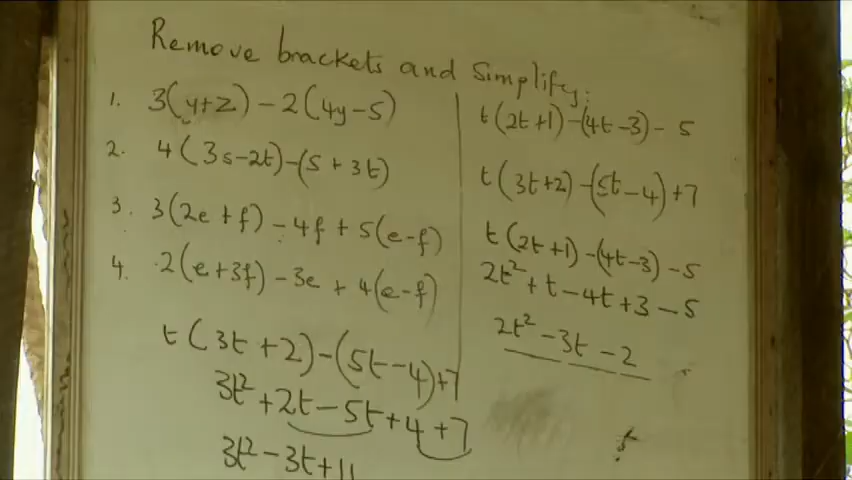 Remove brackets and Simplify:
1. 3(y+z) - 2(4y-5)
2. 4(3s-2t)-(s+3t)
3. 3(2e+f) - 4f + 5(e-f)
4. 2(e+3f) - 3e + 4(e-f)
t(3t+2)-(5t-4)+7
3t²+2t-5t+4+7
3t²-3t+11
t(2t+1)-(4t-3)-5
t(3t+2)-(5t-4)+7
t(2t+1)-(4t-3)-5
2t²+t-4t+3-5
2t²-3t-2